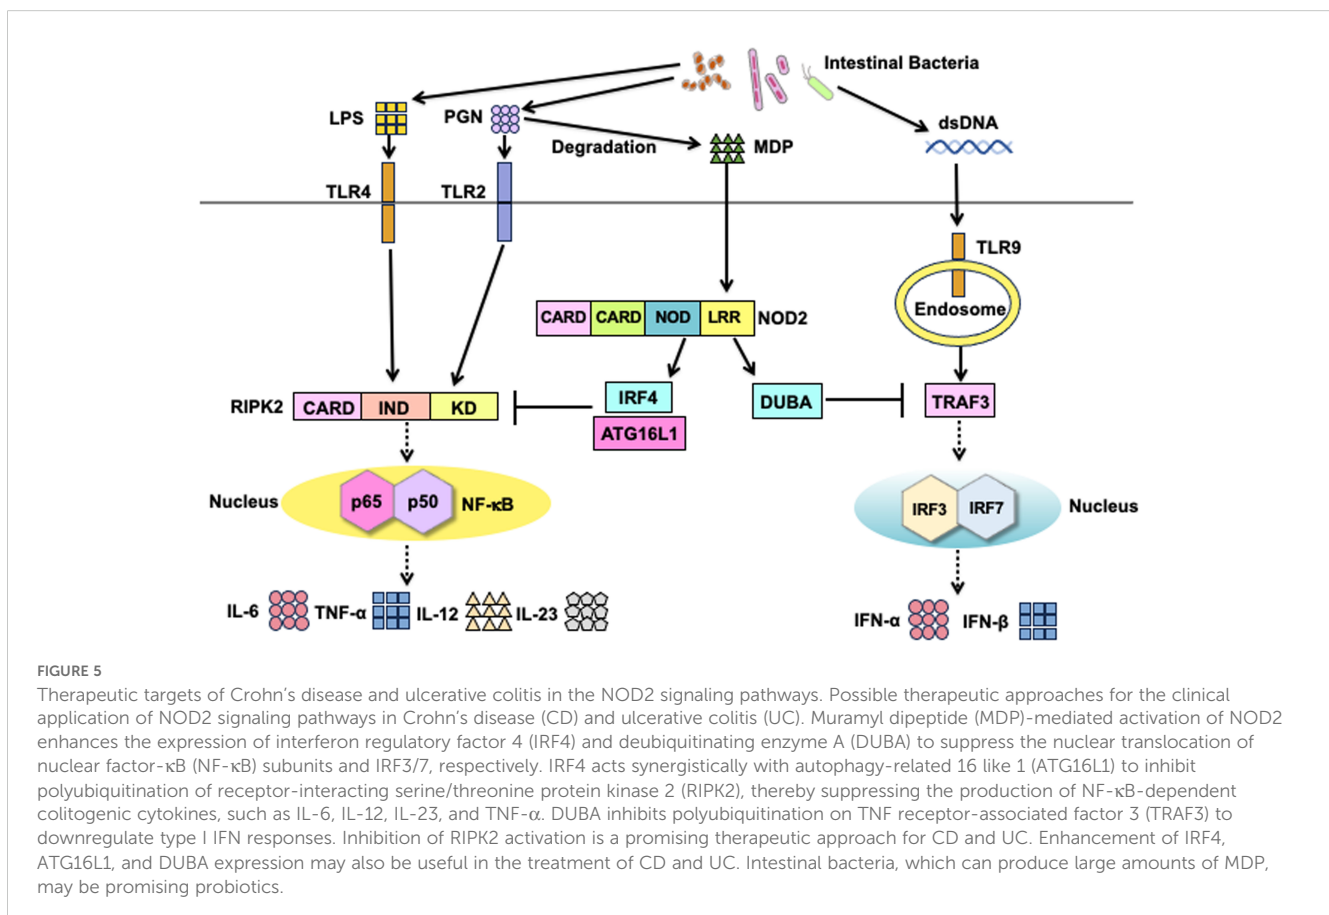 Intestinal Bacteria
LPS
PGN
dsDNA
Degradation
MDP
TLR4
TLR2
TLR9
Endosome
CARD CARD NOD LRR NOD2
RIPK2 CARD IND KD
IRF4
ATG16L1
DUBA
TRAF3
Nucleus p65 p50 NF-κB
IRF3 IRF7 Nucleus
IL-6 TNF-α IL-12 IL-23
IFN-α IFN-β
FIGURE 5
Therapeutic targets of Crohn’s disease and ulcerative colitis in the NOD2 signaling pathways. Possible therapeutic approaches for the clinical
application of NOD2 signaling pathways in Crohn’s disease (CD) and ulcerative colitis (UC). Muramyl dipeptide (MDP)-mediated activation of NOD2
enhances the expression of interferon regulatory factor 4 (IRF4) and deubiquitinating enzyme A (DUBA) to suppress the nuclear translocation of
nuclear factor-κB (NF-κB) subunits and IRF3/7, respectively. IRF4 acts synergistically with autophagy-related 16 like 1 (ATG16L1) to inhibit
polyubiquitination of receptor-interacting serine/threonine protein kinase 2 (RIPK2), thereby suppressing the production of NF-κB-dependent
colitogenic cytokines, such as IL-6, IL-12, IL-23, and TNF-α. DUBA inhibits polyubiquitination on TNF receptor-associated factor 3 (TRAF3) to
downregulate type I IFN responses. Inhibition of RIPK2 activation is a promising therapeutic approach for CD and UC. Enhancement of IRF4,
ATG16L1, and DUBA expression may also be useful in the treatment of CD and UC. Intestinal bacteria, which can produce large amounts of MDP,
may be promising probiotics.